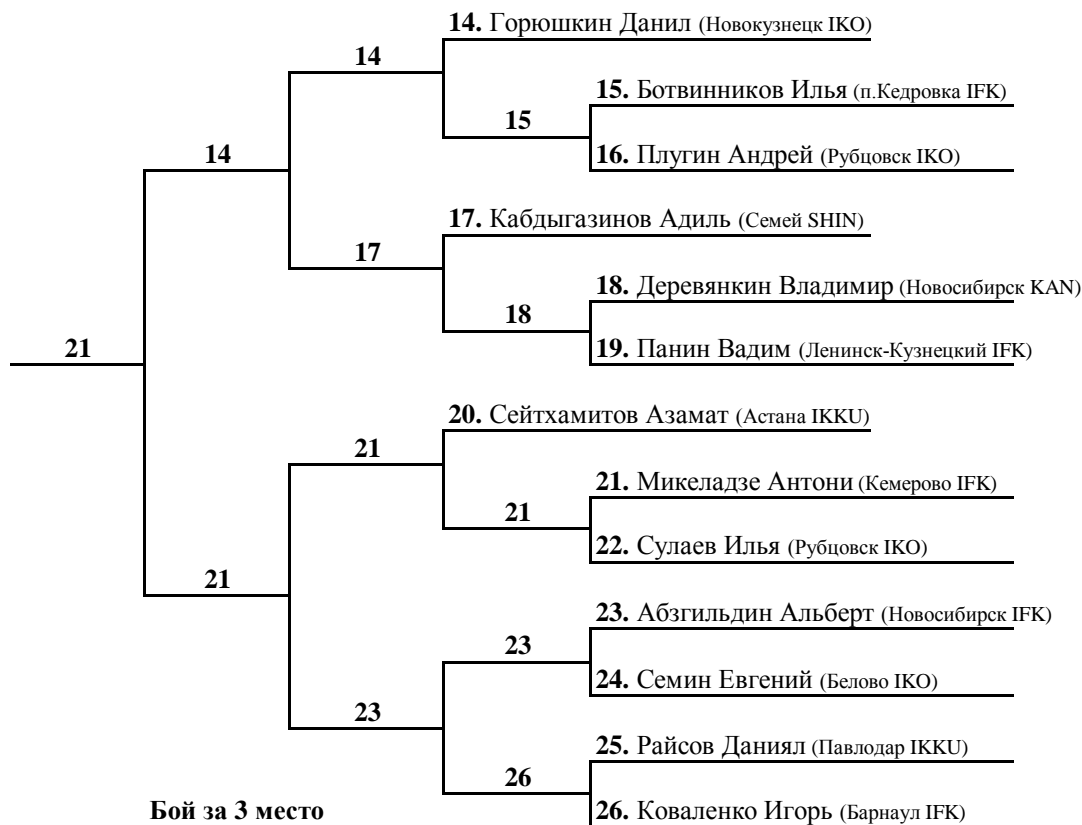 14. Горюшкин Данил (Новокузнецк IKO)
14
15. Ботвинников Илья (п.Кедровка IFK)
15
14
16. Плугин Андрей (Рубцовск IKO)
17. Кабдыгазинов Адиль (Семей SHIN)
17
18. Деревянкин Владимир (Новосибирск KAN)
18
21
19. Панин Вадим (Ленинск-Кузнецкий IFK)
20. Сейтхамитов Азамат (Астана IKKU)
21
21. Микеладзе Антони (Кемерово IFK)
21
22. Сулаев Илья (Рубцовск IKO)
21
23. Абзгильдин Альберт (Новосибирск IFK)
23
24. Семин Евгений (Белово IKO)
23
25. Райсов Даниял (Павлодар IKKU)
26
Бой за 3 место
26. Коваленко Игорь (Барнаул IFK)